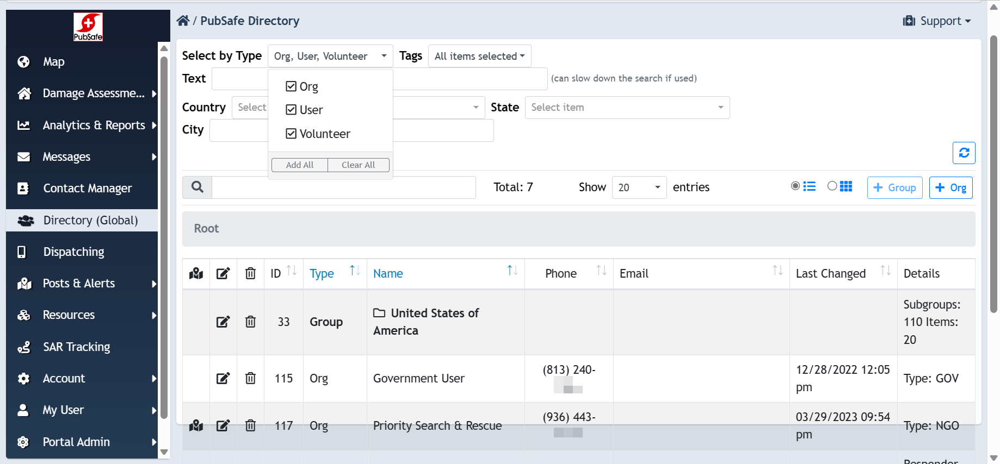 PubSafe
Map
Damage Assessme...
Analytics & Reports
Messages
Contact Manager
Directory (Global)
Dispatching
Posts & Alerts
Resources
SAR Tracking
Account
My User
Portal Admin
/ PubSafe Directory
Support
Select by Type Org, User, Volunteer Tags All items selected
Text (can slow down the search if used)
Org
User
Volunteer
Add All Clear All
Country Select State Select item
City
Total: 7 Show 20 entries + Group + Org
Root
ID Type Name Phone Email Last Changed Details
33 Group United States of
America
Subgroups:
110 Items:
20
115 Org Government User
(813) 240-
12/28/2022 12:05
pm
Type: GOV
117 Org Priority Search & Rescue
(936) 443-
03/29/2023 09:54
pm
Type: NGO
Responder